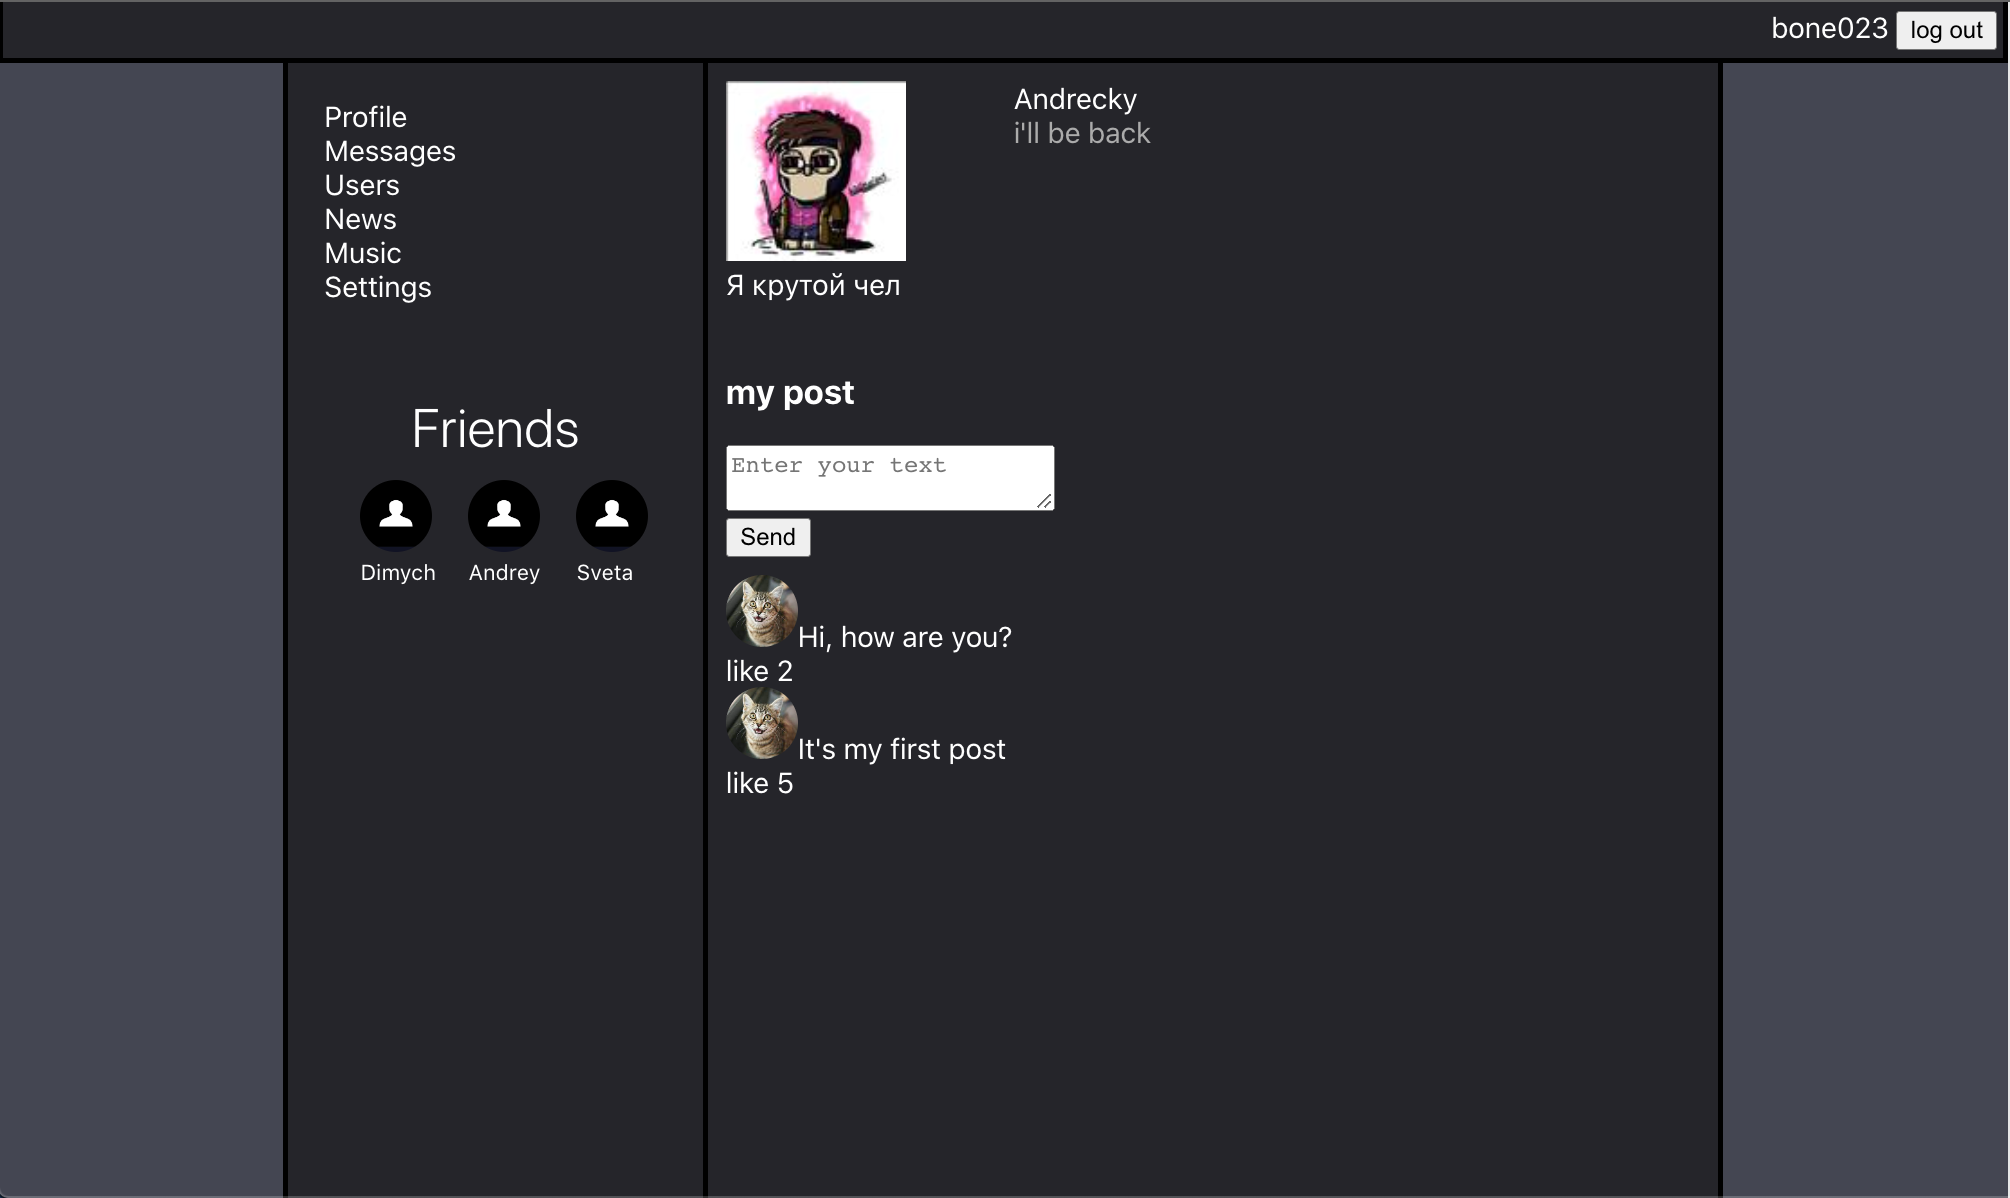 bone023 log out
Profile
Messages
Users
News
Music
Settings
Friends
Dimych Andrey Sveta
Andrecky
i'll be back
Я крутой чел
my post
Enter your text
Send
Hi, how are you?
like 2
It's my first post
like 5